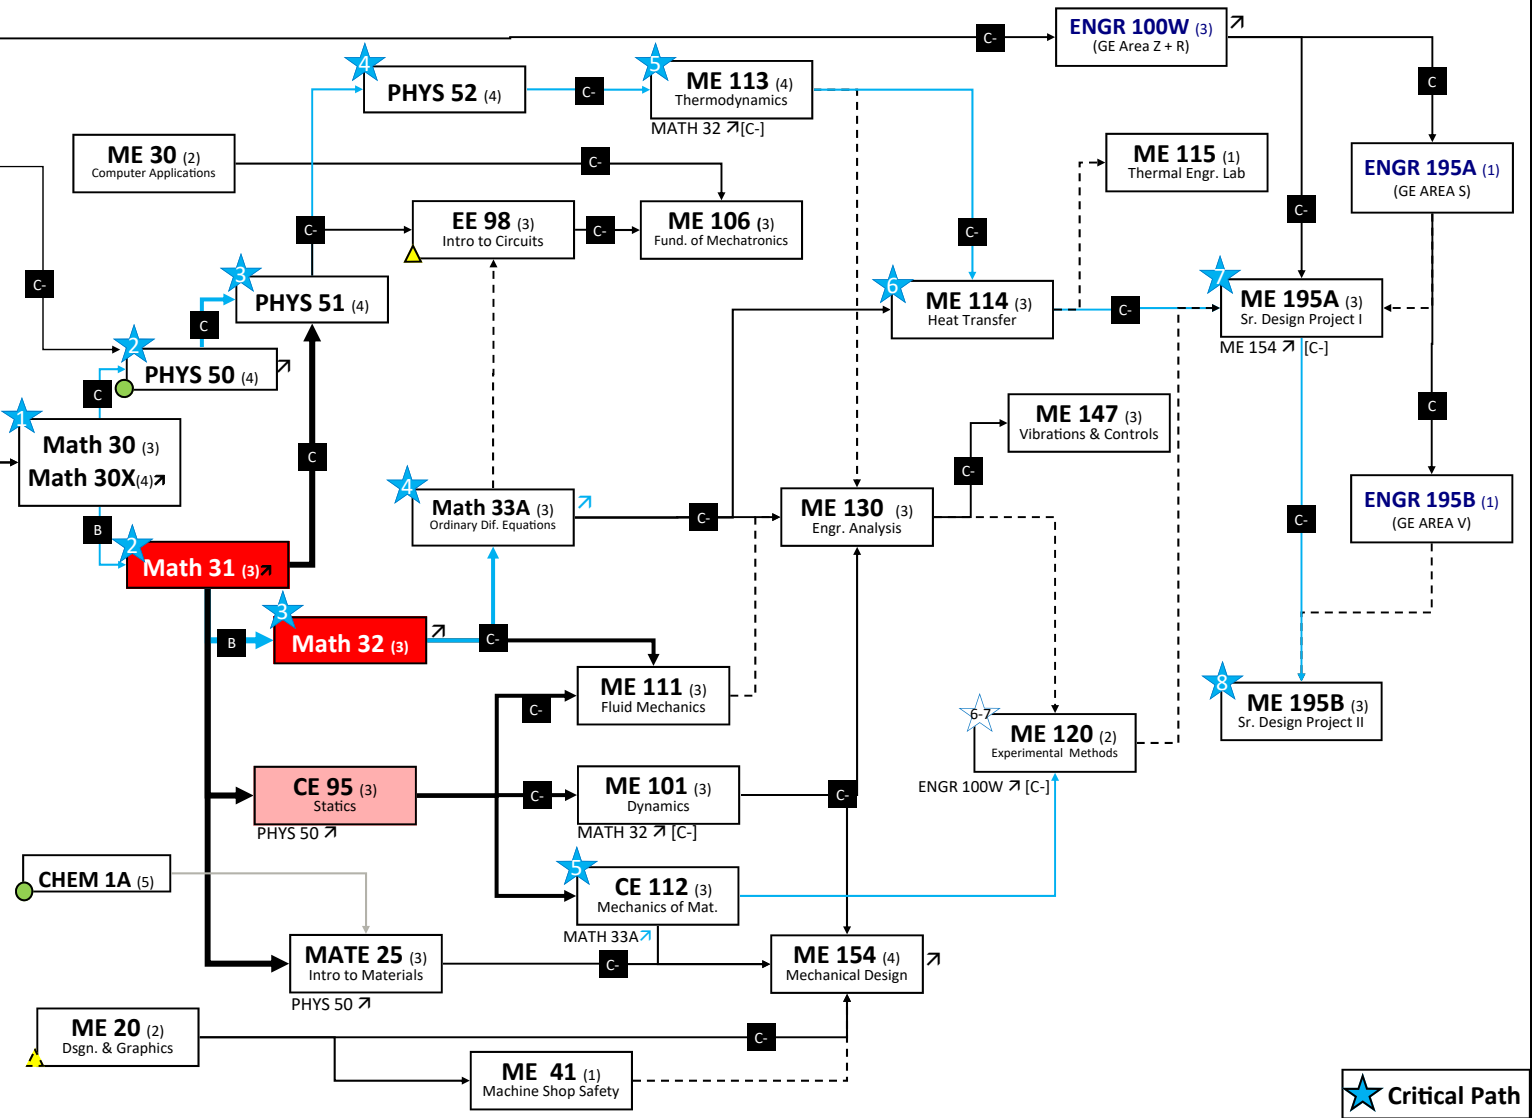 C-
ENGR 100W (3)
(GE Area Z + R)
4
PHYS 52 (4)
C-
5
ME 113 (4)
Thermodynamics
MATH 32 [C-]
C
ME 30 (2)
Computer Applications
C-
ME 115 (1)
Thermal Engr. Lab
ENGR 195A (1)
(GE AREA S)
C-
EE 98 (3)
Intro to Circuits
C-
ME 106 (3)
Fund. of Mechatronics
C-
C-
C-
3
PHYS 51 (4)
C
6
ME 114 (3)
Heat Transfer
C-
7
ME 195A (3)
Sr. Design Project I
ME 154 [C-]
2
PHYS 50 (4)
C
1
Math 30 (3)
Math 30X(4)
C
ME 147 (3)
Vibrations & Controls
C
C-
B
4
Math 33A (3)
Ordinary Dif. Equations
C-
ME 130 (3)
Engr. Analysis
C-
ENGR 195B (1)
(GE AREA V)
2
Math 31 (3)
3
B
Math 32 (3)
C-
ME 111 (3)
Fluid Mechanics
C-
6-7
ME 120 (2)
Experimental Methods
ENGR 100W [C-]
8
ME 195B (3)
Sr. Design Project II
CE 95 (3)
Statics
PHYS 50
C-
ME 101 (3)
Dynamics
MATH 32 [C-]
C-
CHEM 1A (5)
5
CE 112 (3)
Mechanics of Mat.
MATH 33A
MATE 25 (3)
Intro to Materials
PHYS 50
C-
ME 154 (4)
Mechanical Design
ME 20 (2)
Dsgn. & Graphics
C-
ME 41 (1)
Machine Shop Safety
Critical Path